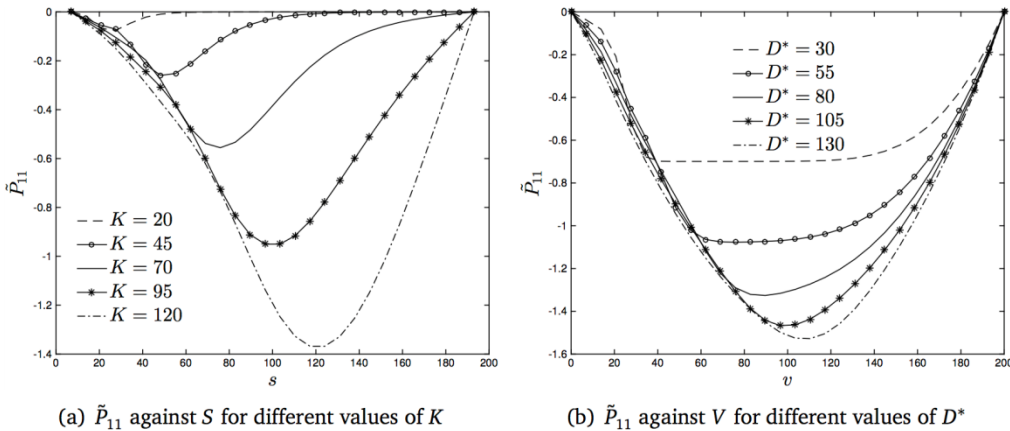 0
-0.2
-0.4
-0.6
-0.8
-1
-1.2
-1.4
P̃₁₁
K = 20
K = 45
K = 70
K = 95
K = 120
0 20 40 60 80 100 120 140 160 180 200
s
(a) P̃₁₁ against S for different values of K
0
-0.2
-0.4
-0.6
-0.8
-1
-1.2
-1.4
-1.6
P̃₁₁
D* = 30
D* = 55
D* = 80
D* = 105
D* = 130
0 20 40 60 80 100 120 140 160 180 200
v
(b) P̃₁₁ against V for different values of D*